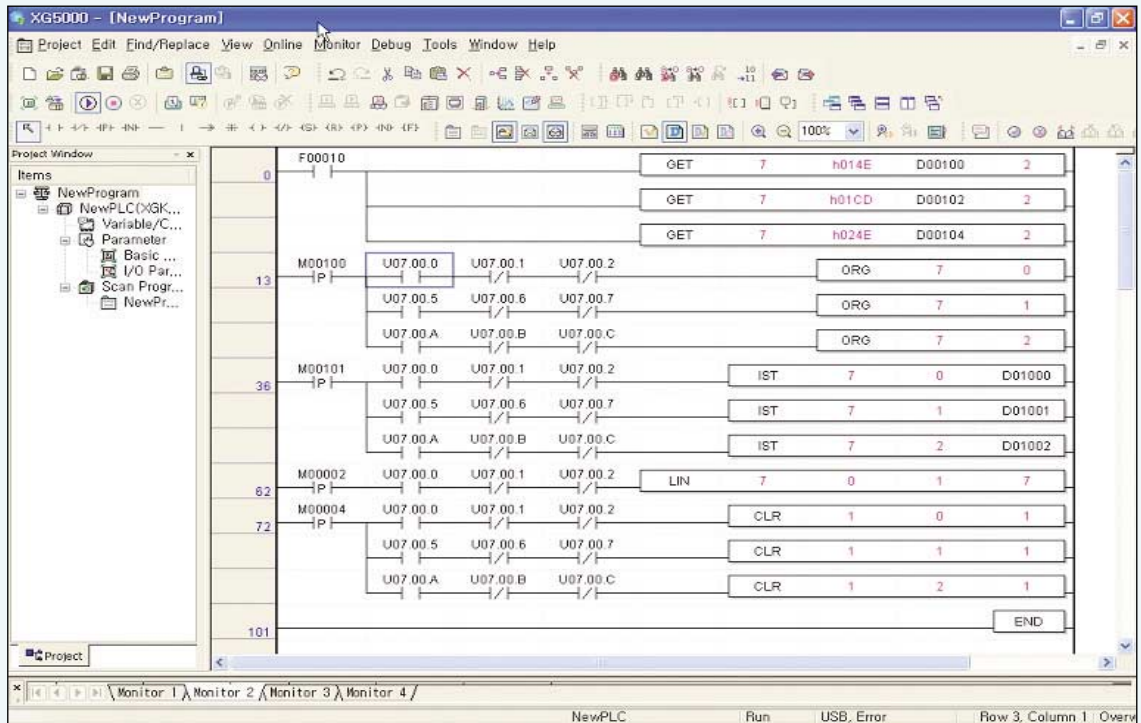 XG5000 - [NewProgram]
Project Edit Find/Replace View Online Monitor Debug Tools Window Help
100%
Project Window
Items
NewProgram
NewPLC(XGK...
Variable/C...
Parameter
Basic ...
I/O Par...
Scan Progr...
NewPr...
Project
F00010
0 GET 7 h014E D00100 2
GET 7 h01CD D00102 2
GET 7 h024E D00104 2
M00100 U07.00.0 U07.00.1 U07.00.2
13 P ORG 7 0
U07.00.5 U07.00.6 U07.00.7
ORG 7 1
U07.00.A U07.00.B U07.00.C
ORG 7 2
M00101 U07.00.0 U07.00.1 U07.00.2
36 P IST 7 0 D01000
U07.00.5 U07.00.6 U07.00.7
IST 7 1 D01001
U07.00.A U07.00.B U07.00.C
IST 7 2 D01002
M00002 U07.00.0 U07.00.1 U07.00.2
62 P LIN 7 0 1 7
M00004 U07.00.0 U07.00.1 U07.00.2
72 P CLR 1 0 1
U07.00.5 U07.00.6 U07.00.7
CLR 1 1 1
U07.00.A U07.00.B U07.00.C
CLR 1 2 1
101 END
Monitor 1 Monitor 2 Monitor 3 Monitor 4
NewPLC Run USB, Error Row 3, Column 1 Overw